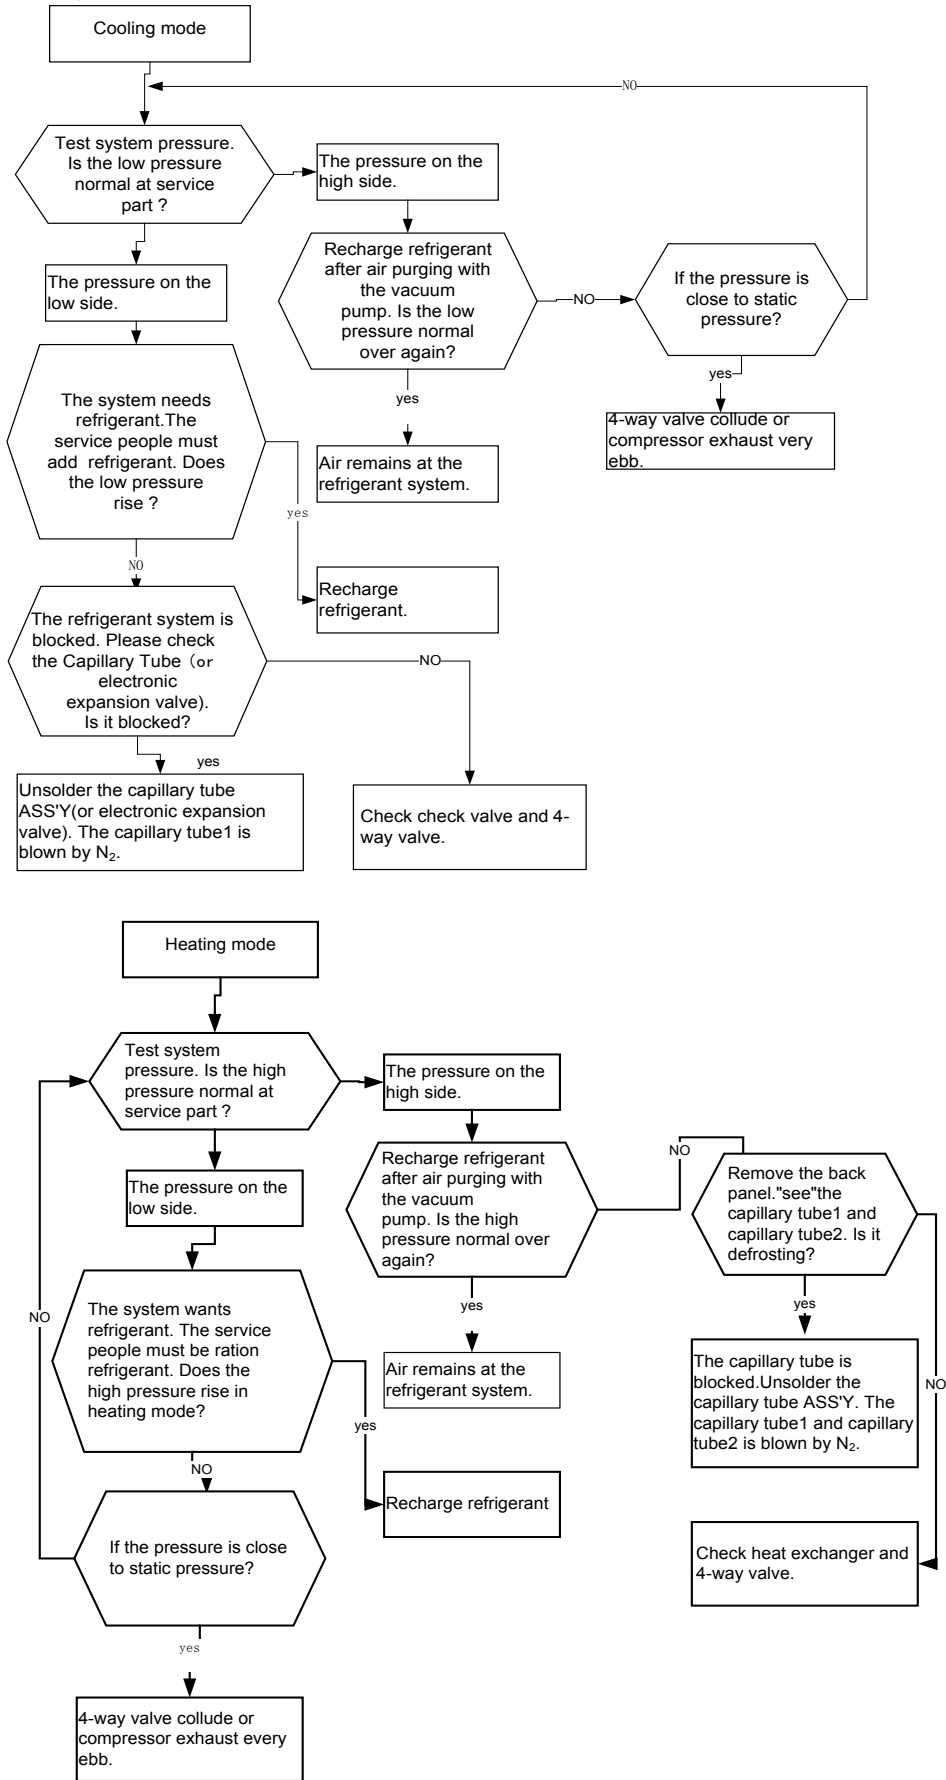 Cooling mode
NO
Test system pressure.
Is the low pressure
normal at service
part ?
The pressure on the
high side.
The pressure on the
low side.
Recharge refrigerant
after air purging with
the vacuum
pump. Is the low
pressure normal
over again?
NO
If the pressure is
close to static
pressure?
yes
yes
4-way valve collude or
compressor exhaust very
ebb.
The system needs
refrigerant.The
service people must
add refrigerant. Does
the low pressure
rise ?
Air remains at the
refrigerant system.
yes
NO
Recharge
refrigerant.
The refrigerant system is
blocked. Please check
the Capillary Tube（or
electronic
expansion valve).
Is it blocked?
NO
yes
Unsolder the capillary tube
ASS'Y(or electronic expansion
valve). The capillary tube1 is
blown by N₂.
Check check valve and 4-
way valve.
Heating mode
Test system
pressure. Is the high
pressure normal at
service part ?
The pressure on the
high side.
The pressure on the
low side.
Recharge refrigerant
after air purging with
the vacuum
pump. Is the high
pressure normal over
again?
NO
Remove the back
panel."see"the
capillary tube1 and
capillary tube2. Is it
defrosting?
The system wants
refrigerant. The service
people must be ration
refrigerant. Does the
high pressure rise in
heating mode?
NO
yes
yes
Air remains at the
refrigerant system.
The capillary tube is
blocked.Unsolder the
capillary tube ASS'Y. The
capillary tube1 and capillary
tube2 is blown by N₂.
NO
yes
NO
Recharge refrigerant
If the pressure is close
to static pressure?
Check heat exchanger and
4-way valve.
yes
4-way valve collude or
compressor exhaust every
ebb.